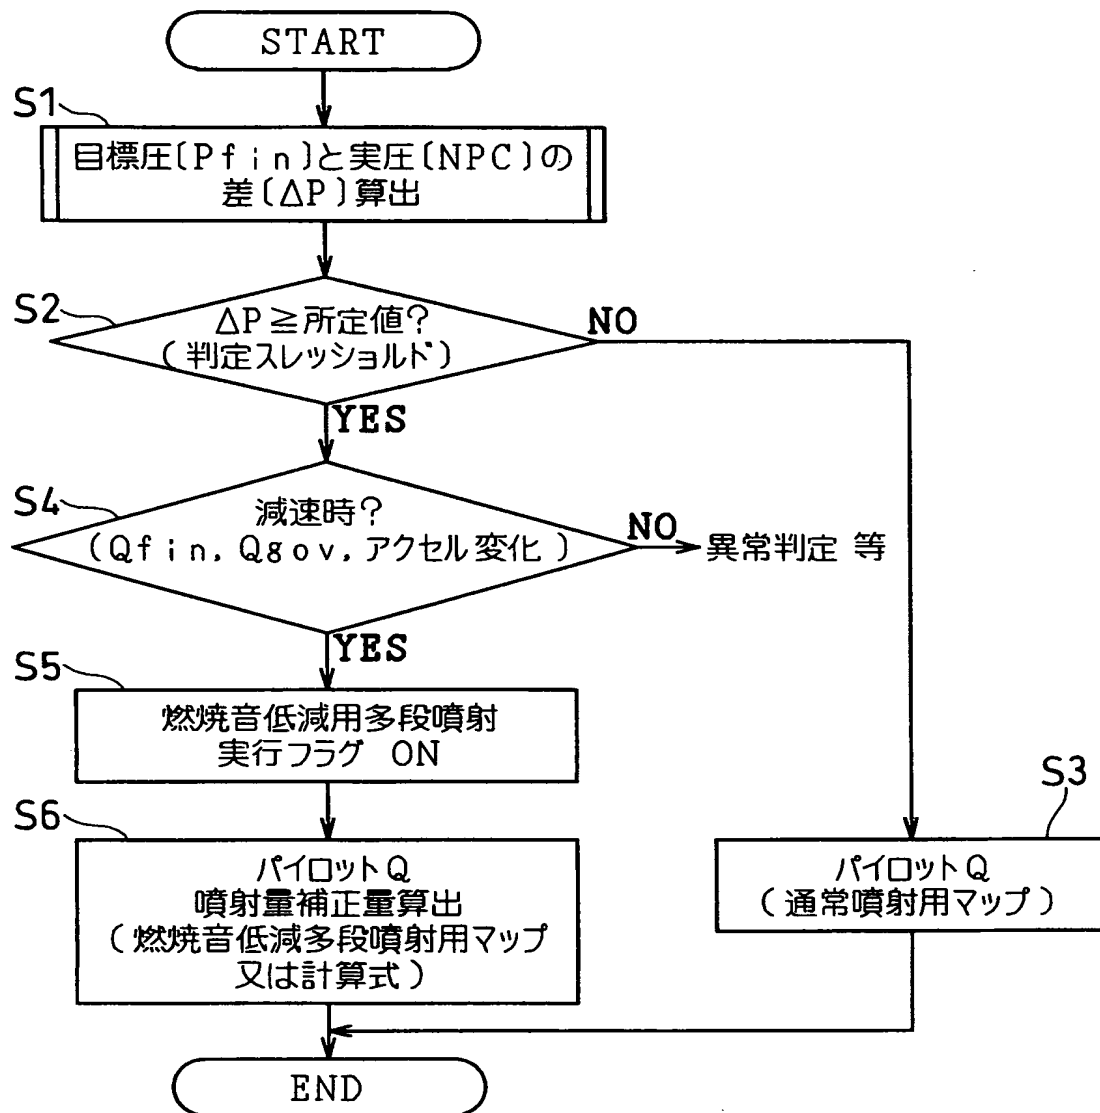 START
S1
目標圧〔Pfin〕と実圧〔NPC〕の
差〔△P〕算出
S2
△P≧所定値?
(判定スレッショルド)
NO
YES
S4
減速時?
(Qfin, Qgov, アクセル変化)
NO
異常判定 等
YES
S5
燃焼音低減用多段噴射
実行フラグ ON
S6
パイロットQ
噴射量補正量算出
(燃焼音低減多段噴射用マップ
又は計算式)
S3
パイロットQ
(通常噴射用マップ)
END